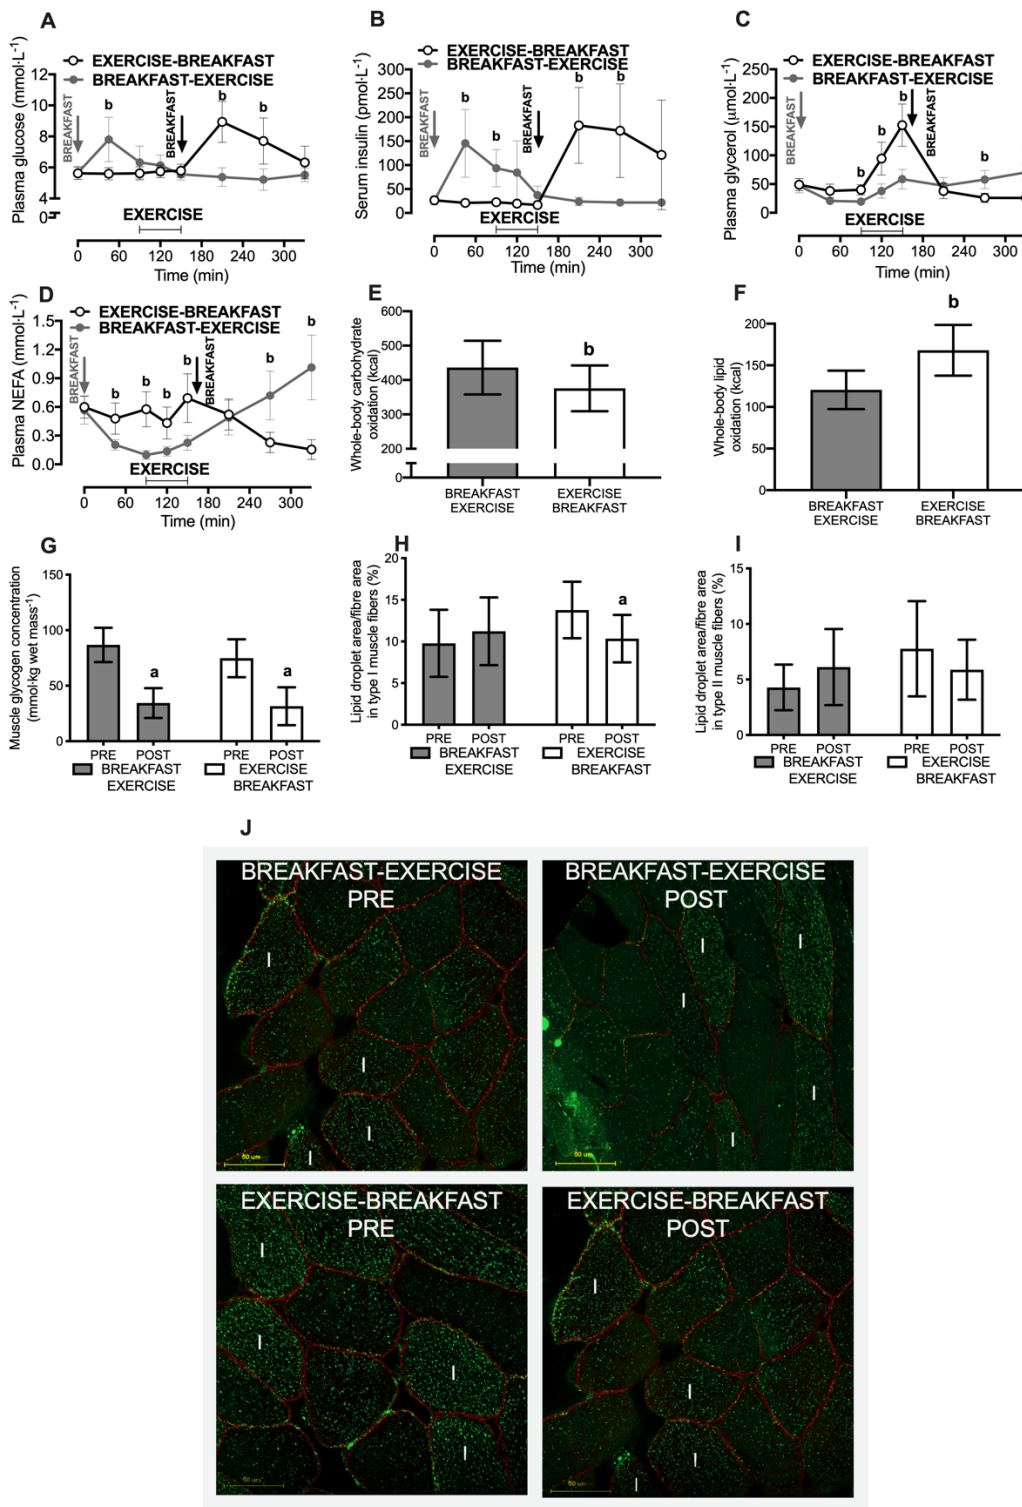 A
EXERCISE-BREAKFAST
BREAKFAST-EXERCISE
Plasma glucose (mmol·L⁻¹)
12
10
8
6
4
0
BREAKFAST
BREAKFAST
b
b
b
EXERCISE
0 60 120 180 240 300
Time (min)
B
EXERCISE-BREAKFAST
BREAKFAST-EXERCISE
Serum insulin (pmol·L⁻¹)
300
250
200
150
100
50
0
BREAKFAST
BREAKFAST
b
b
b
b
EXERCISE
0 60 120 180 240 300
Time (min)
C
EXERCISE-BREAKFAST
BREAKFAST-EXERCISE
Plasma glycerol (µmol·L⁻¹)
250
200
150
100
50
0
BREAKFAST
BREAKFAST
b
b
b
b
EXERCISE
0 60 120 180 240 300
Time (min)
D
EXERCISE-BREAKFAST
BREAKFAST-EXERCISE
Plasma NEFA (mmol·L⁻¹)
1.5
1.2
0.9
0.6
0.3
0.0
BREAKFAST
BREAKFAST
b
b
b
b
b
b
EXERCISE
0 60 120 180 240 300
Time (min)
E
Whole-body carbohydrate
oxidation (kcal)
600
500
400
300
200
0
b
BREAKFAST
EXERCISE
EXERCISE
BREAKFAST
F
Whole-body lipid
oxidation (kcal)
200
150
100
50
0
b
BREAKFAST
EXERCISE
EXERCISE
BREAKFAST
G
Muscle glycogen concentration
(mmol·kg wet mass⁻¹)
150
100
50
0
a
a
PRE POST PRE POST
BREAKFAST
EXERCISE
EXERCISE
BREAKFAST
H
Lipid droplet area/fibre area
in type I muscle fibers (%)
20
15
10
5
0
a
PRE POST PRE POST
BREAKFAST
EXERCISE
EXERCISE
BREAKFAST
I
Lipid droplet area/fibre area
in type II muscle fibers (%)
15
10
5
0
PRE POST PRE POST
BREAKFAST
EXERCISE
EXERCISE
BREAKFAST
J
BREAKFAST-EXERCISE
PRE
I
I
I
I
50 um
BREAKFAST-EXERCISE
POST
I
I
I
I
I
50 um
EXERCISE-BREAKFAST
PRE
I
I
I
I
50 um
EXERCISE-BREAKFAST
POST
I
I
I
I
50 um